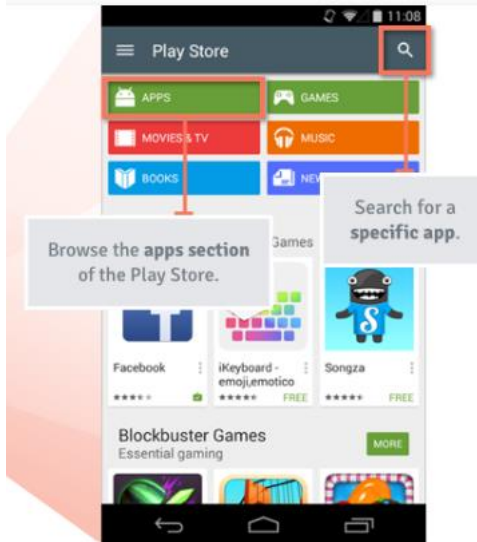 11:08
Play Store
APPS
GAMES
MOVIES & TV
MUSIC
BOOKS
Search for a
specific app.
Browse the apps section
of the Play Store.
Games
Facebook
iKeyboard -
emoji,emotico
Songza
FREE
FREE
Blockbuster Games
Essential gaming
MORE